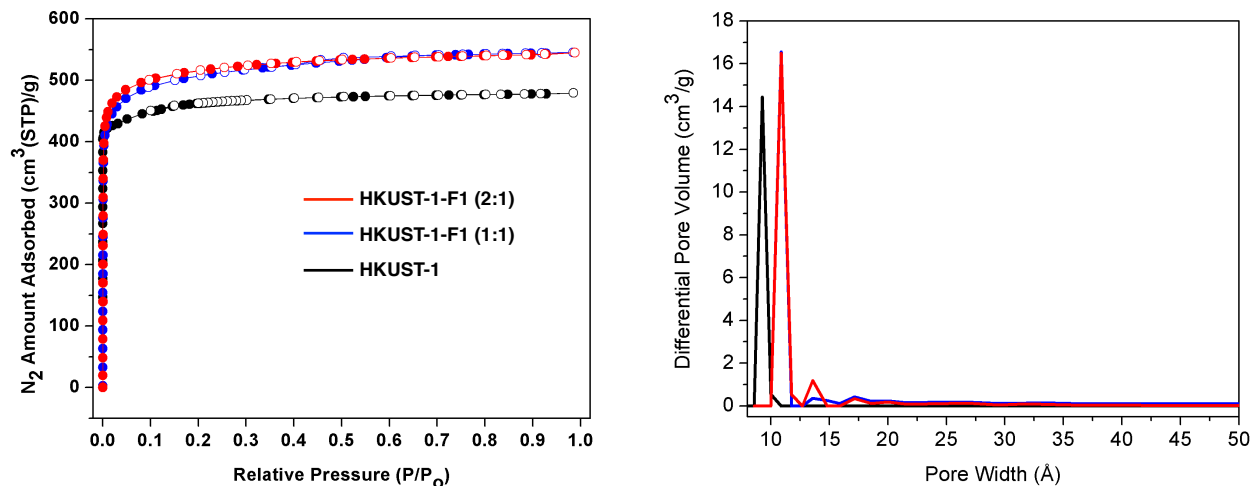 600
500
400
300
200
100
0
N2 Amount Adsorbed (cm3(STP)/g)
HKUST-1-F1 (2:1)
HKUST-1-F1 (1:1)
HKUST-1
0.0 0.1 0.2 0.3 0.4 0.5 0.6 0.7 0.8 0.9 1.0
Relative Pressure (P/Po)
18
16
14
12
10
8
6
4
2
0
Differential Pore Volume (cm3/g)
10 15 20 25 30 35 40 45 50
Pore Width (Å)